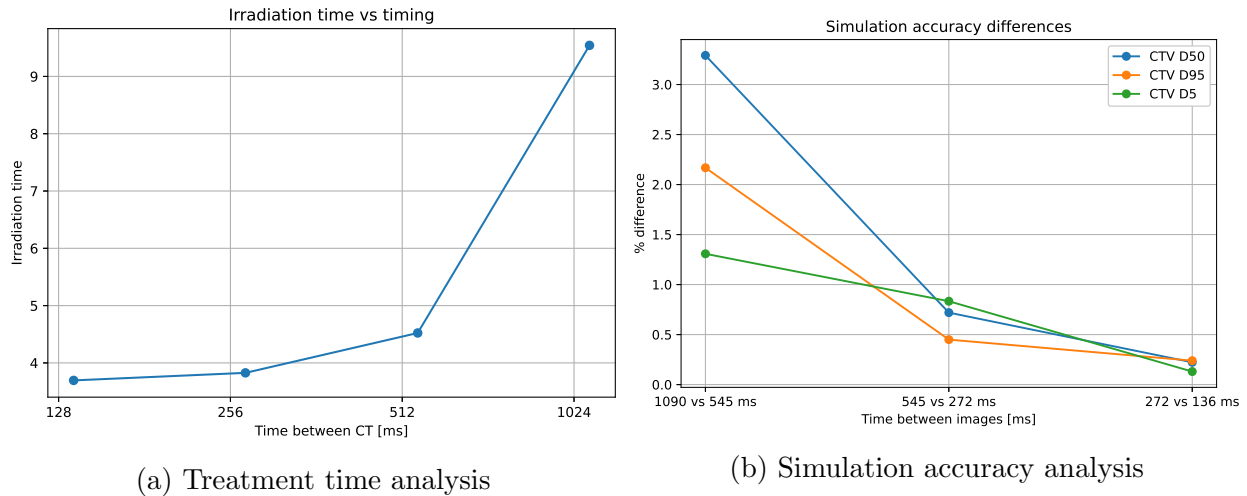 Irradiation time vs timing
Irradiation time
9
8
7
6
5
4
128 256 512 1024
Time between CT [ms]
(a) Treatment time analysis
Simulation accuracy differences
CTV D50
CTV D95
CTV D5
% difference
3.0
2.5
2.0
1.5
1.0
0.5
0.0
1090 vs 545 ms 545 vs 272 ms 272 vs 136 ms
Time between images [ms]
(b) Simulation accuracy analysis